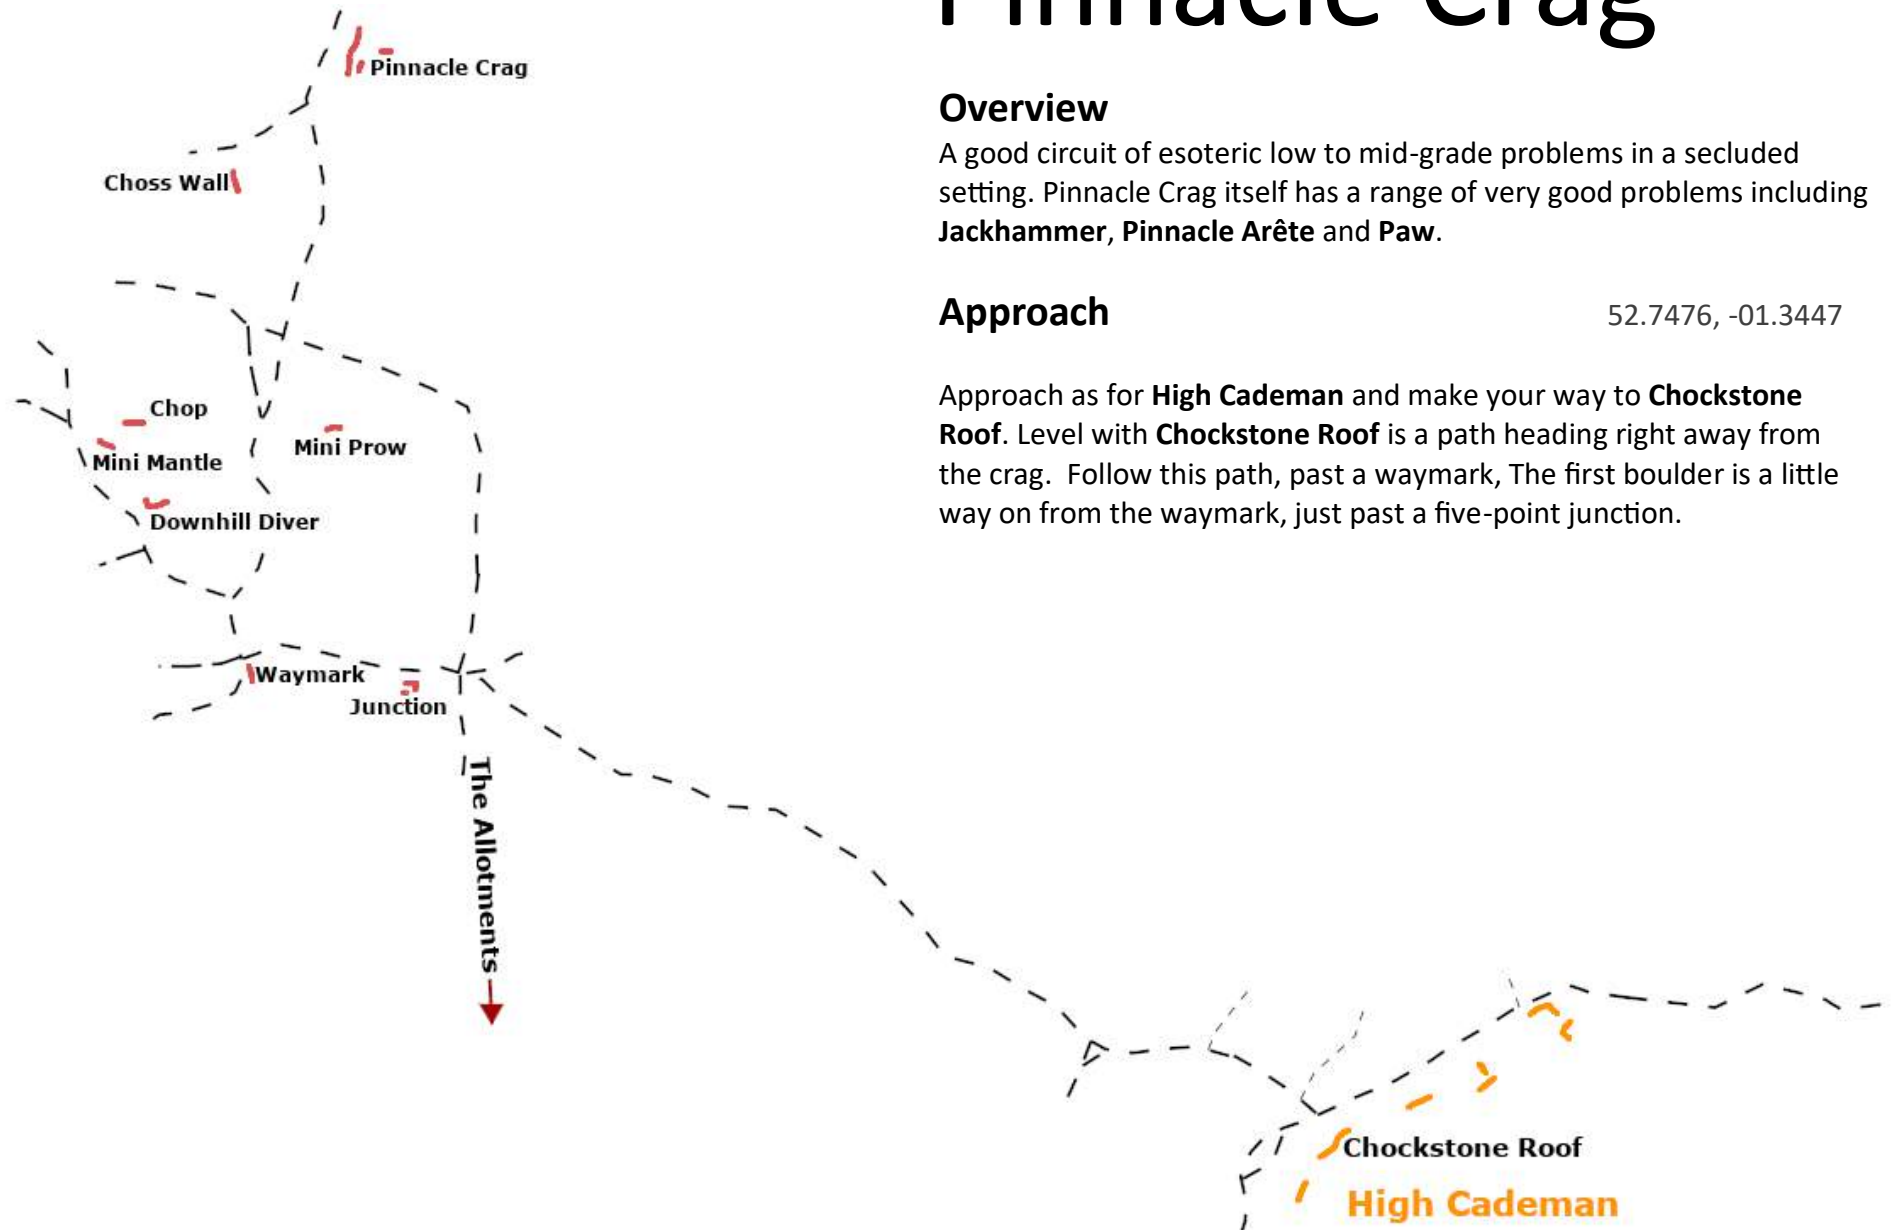 Pinnacle Crag
Overview
A good circuit of esoteric low to mid-grade problems in a secluded
setting. Pinnacle Crag itself has a range of very good problems including
Jackhammer, Pinnacle Arête and Paw.
Approach 52.7476, -01.3447
Approach as for High Cademan and make your way to Chockstone
Roof. Level with Chockstone Roof is a path heading right away from
the crag.  Follow this path, past a waymark, The first boulder is a little
way on from the waymark, just past a five-point junction.
Pinnacle Crag
Choss Wall
Chop
Mini Prow
Mini Mantle
Downhill Diver
Waymark
Junction
The Allotments
Chockstone Roof
High Cademan